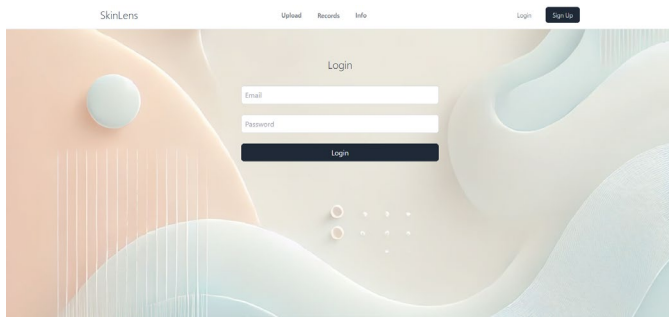 SkinLens
Upload Records Info
Login Sign Up
Login
Email
Password
Login